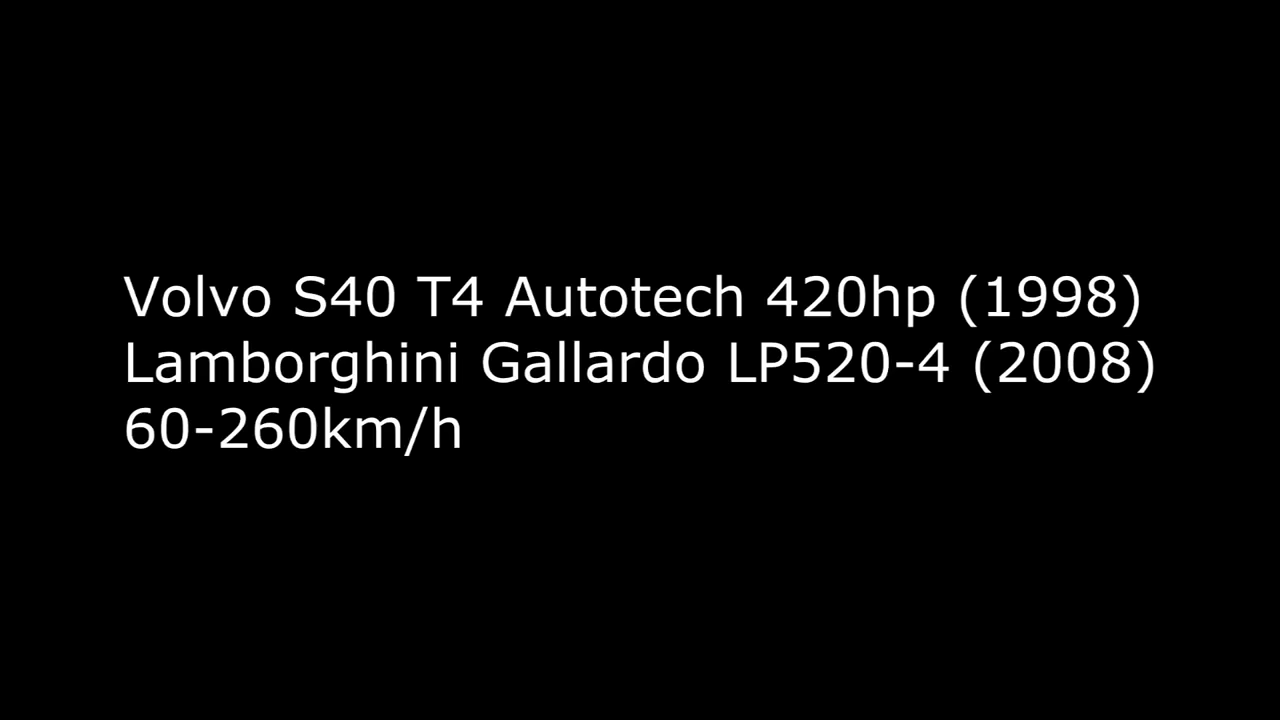 Volvo S40 T4 Autotech 420hp (1998)
Lamborghini Gallardo LP520-4 (2008)
60-260km/h